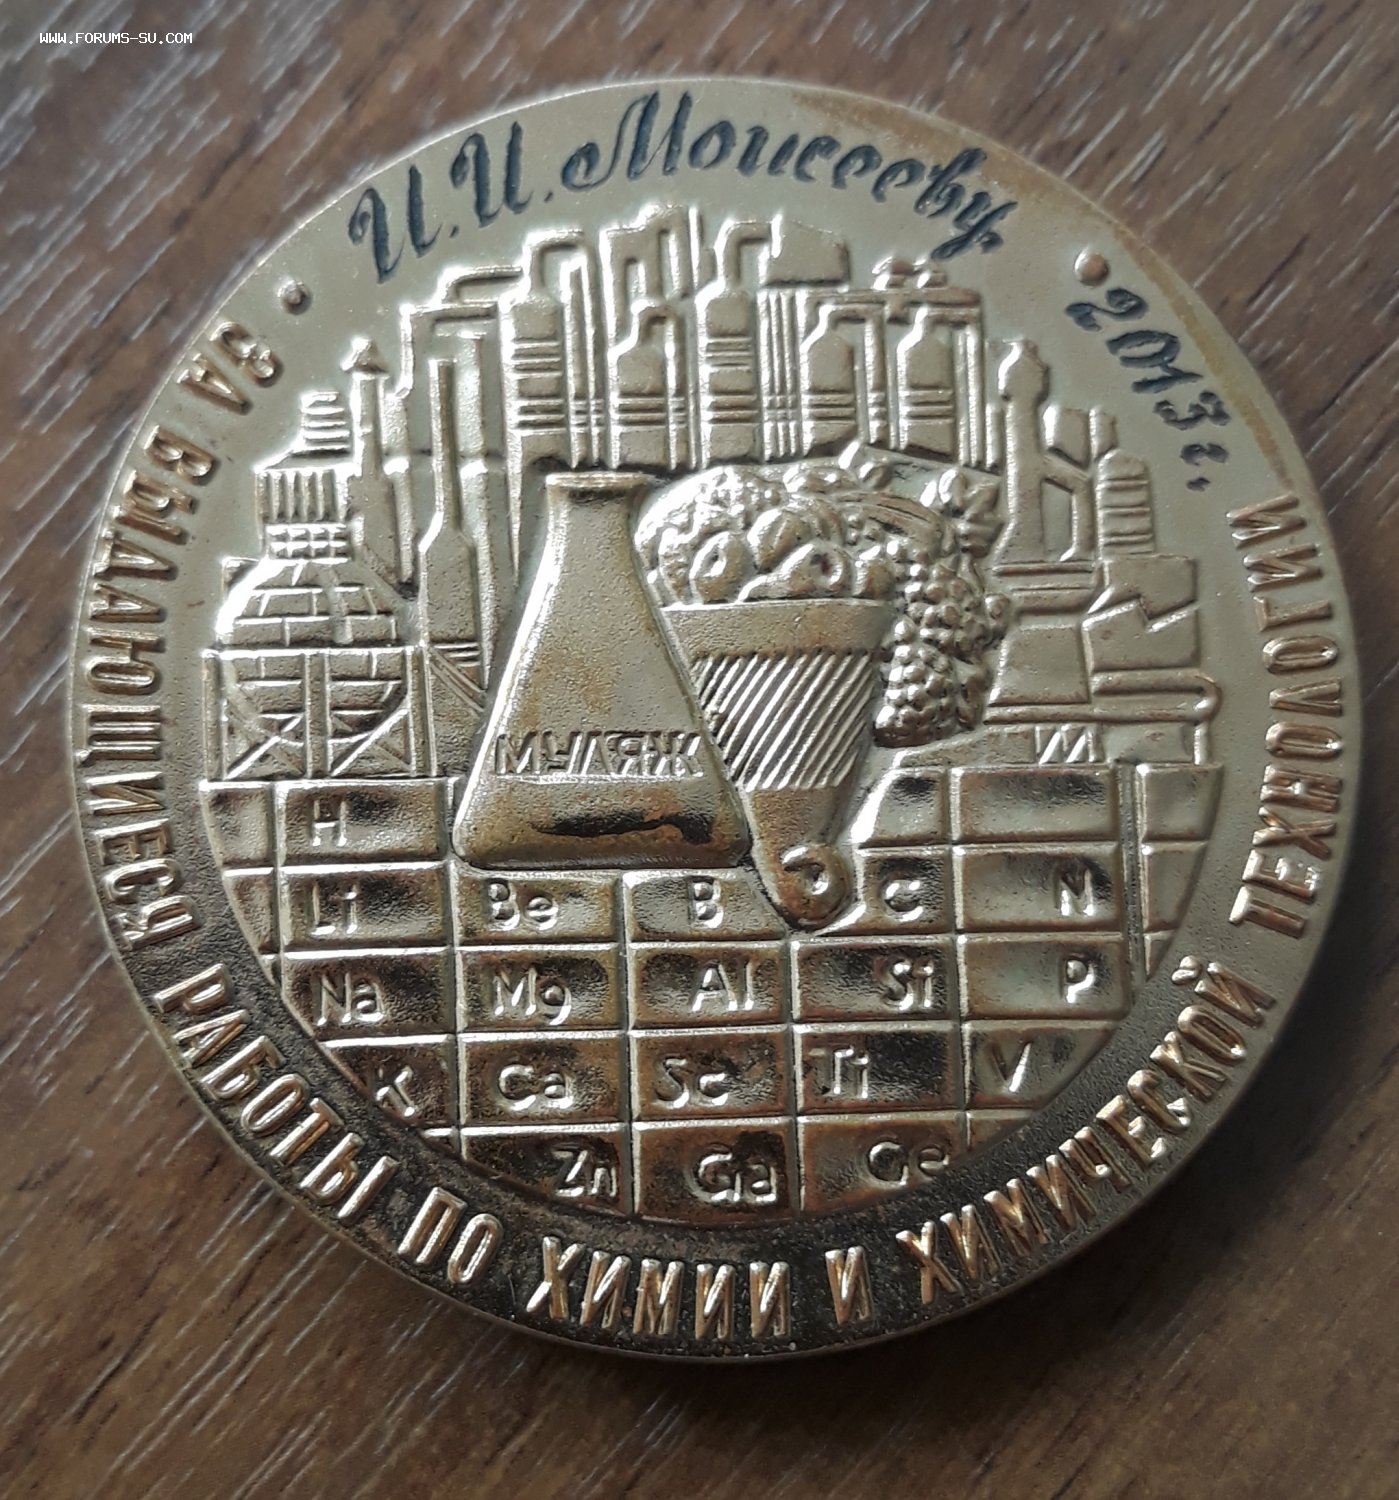 WWW.FORUMS-SU.COM
И.И. Моисееву
• 2013 г.
• ЗА ВЫДАЮЩИЕСЯ РАБОТЫ ПО ХИМИИ И ХИМИЧЕСКОЙ ТЕХНОЛОГИИ
H
Li Be B C N
Na Mg Al Si P
K Ca Sc Ti V
Zn Ga Ge